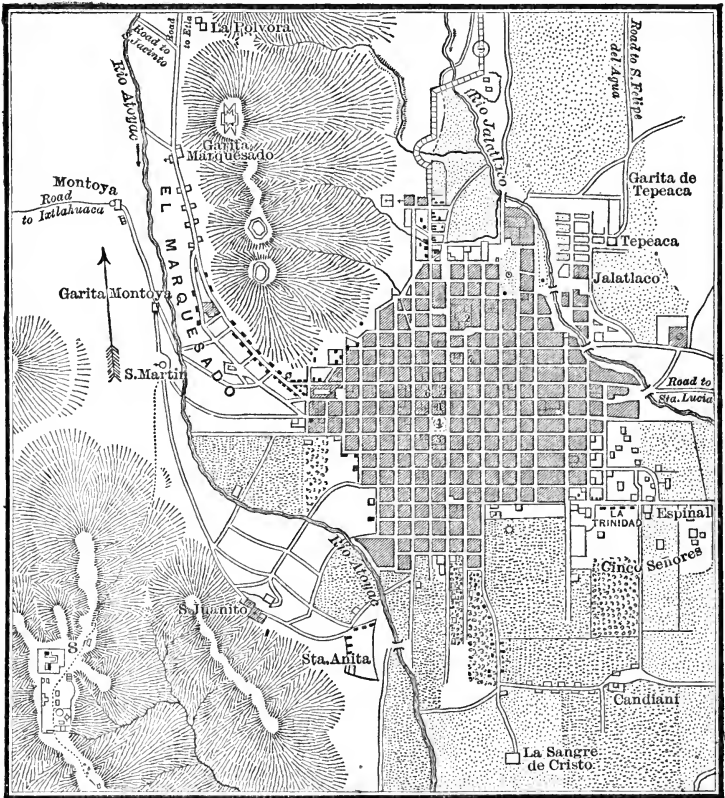 La Polvora
Road to
Jacinto
Road
to Etla
Rio Atoyac
Rio Jalatlaco
Road to S. Felipe
del Agua
Garita
Marquesado
Garita de
Tepeaca
Tepeaca
Montoya
Road
to Ixtlahuaca
EL MARQUESADO
Jalatlaco
Garita Montoya
S. Martin
Road to
Sta. Lucia
LA
TRINIDAD
Espinal
Cinco Señores
Rio Atoyac
S. Juanito
S
Sta. Anita
Candiani
La Sangre
de Cristo